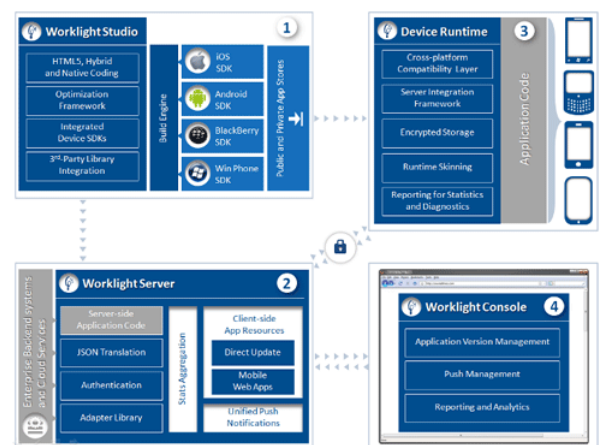 Worklight Studio
1
HTML5, Hybrid
and Native Coding
Optimization
Framework
Integrated
Device SDKs
3rd-Party Library
Integration
Build Engine
iOS
SDK
Android
SDK
BlackBerry
SDK
Win Phone
SDK
Public and Private App Stores
Device Runtime
3
Cross-platform
Compatibility Layer
Server Integration
Framework
Encrypted Storage
Runtime Skinning
Reporting for Statistics
and Diagnostics
Application Code
Enterprise Backend systems
and Cloud Services
Worklight Server
2
Server-side
Application Code
JSON Translation
Authentication
Adapter Library
Stats Aggregation
Client-side
App Resources
Direct Update
Mobile
Web Apps
Unified Push
Notifications
Worklight Console
4
Application Version Management
Push Management
Reporting and Analytics